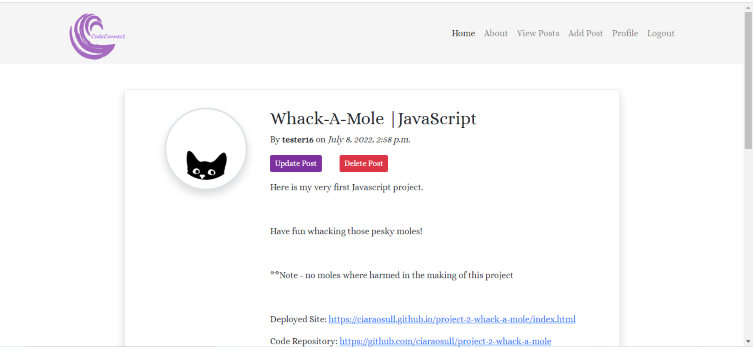 CodeConnect
Home About View Posts Add Post Profile Logout
Whack-A-Mole |JavaScript
By tester16 on July 8, 2022, 2:58 p.m.
Update Post Delete Post
Here is my very first Javascript project.
Have fun whacking those pesky moles!
**Note - no moles where harmed in the making of this project
Deployed Site: https://ciaraosull.github.io/project-2-whack-a-mole/index.html
Code Repository: https://github.com/ciaraosull/project-2-whack-a-mole